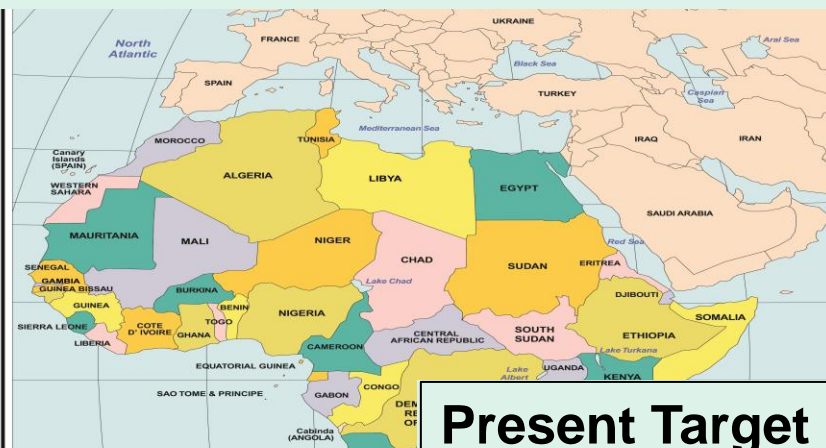 UKRAINE
FRANCE
North
Atlantic
Aral Sea
Black Sea
SPAIN
TURKEY
Caspian
Sea
Mediterranean Sea
TUNISIA
MOROCCO
IRAQ
IRAN
Canary
Islands
(SPAIN)
ALGERIA
LIBYA
EGYPT
WESTERN
SAHARA
SAUDI ARABIA
MAURITANIA
MALI
NIGER
CHAD
SUDAN
Red Sea
ERITREA
SENEGAL
GAMBIA
GUINEA BISSAU
BURKINA
Lake Chad
DJIBOUTI
GUINEA
BENIN
NIGERIA
SOMALIA
SIERRA LEONE
COTE
D' IVOIRE
GHANA
TOGO
CENTRAL
AFRICAN REPUBLIC
SOUTH
SUDAN
ETHIOPIA
LIBERIA
CAMEROON
Lake Turkana
EQUATORIAL GUINEA
Lake
Albert
UGANDA
KENYA
SAO TOME & PRINCIPE
GABON
CONGO
Cabinda
(ANGOLA)
Present Target